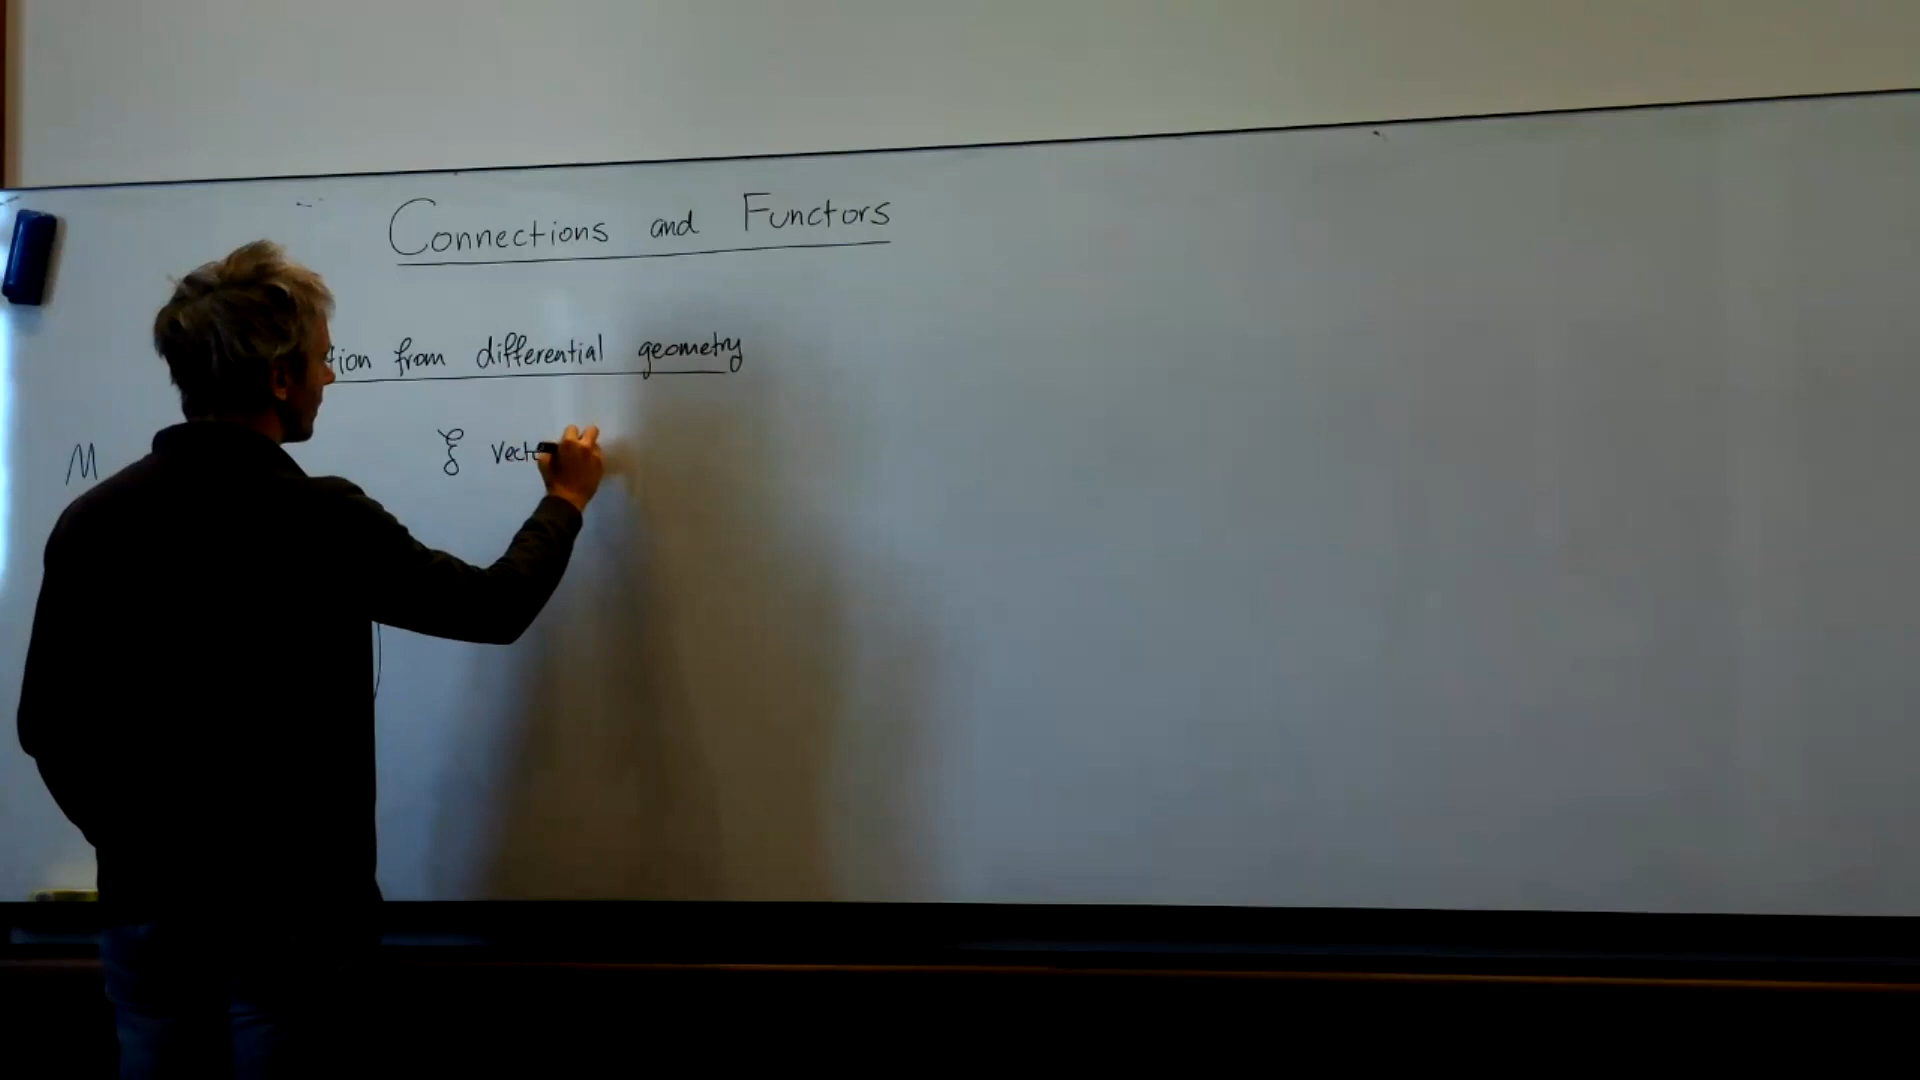 Connections and Functors
tion from differential geometry
M ξ Vect